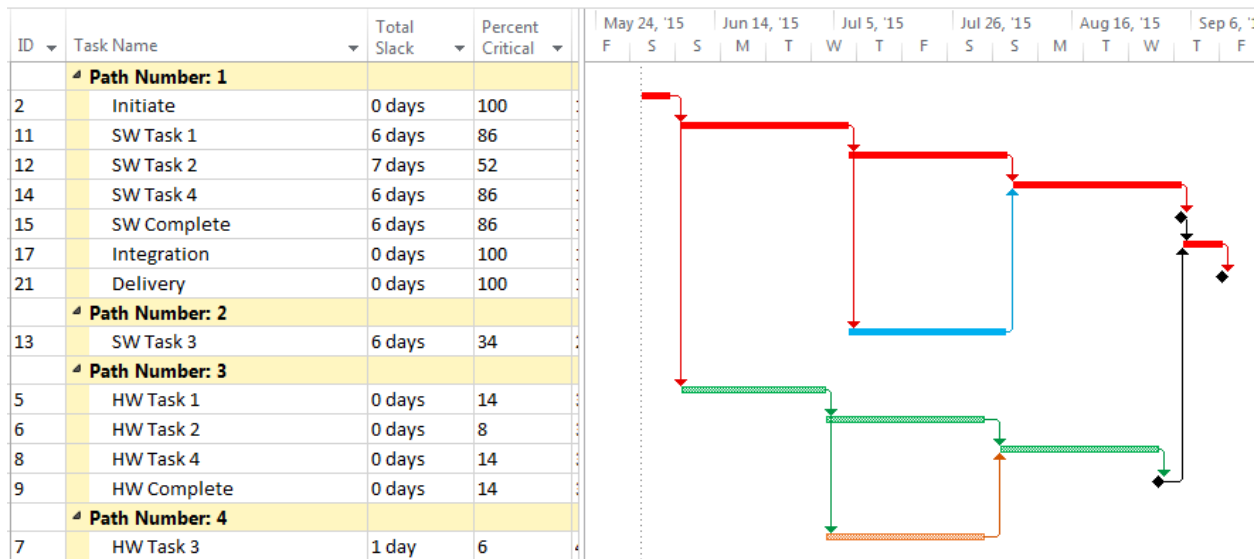 ID Task Name Total Slack Percent Critical
May 24, '15 Jun 14, '15 Jul 5, '15 Jul 26, '15 Aug 16, '15 Sep 6, '
F S S M T W T F S S M T W T F
Path Number: 1
2 Initiate 0 days 100
11 SW Task 1 6 days 86
12 SW Task 2 7 days 52
14 SW Task 4 6 days 86
15 SW Complete 6 days 86
17 Integration 0 days 100
21 Delivery 0 days 100
Path Number: 2
13 SW Task 3 6 days 34
Path Number: 3
5 HW Task 1 0 days 14
6 HW Task 2 0 days 8
8 HW Task 4 0 days 14
9 HW Complete 0 days 14
Path Number: 4
7 HW Task 3 1 day 6